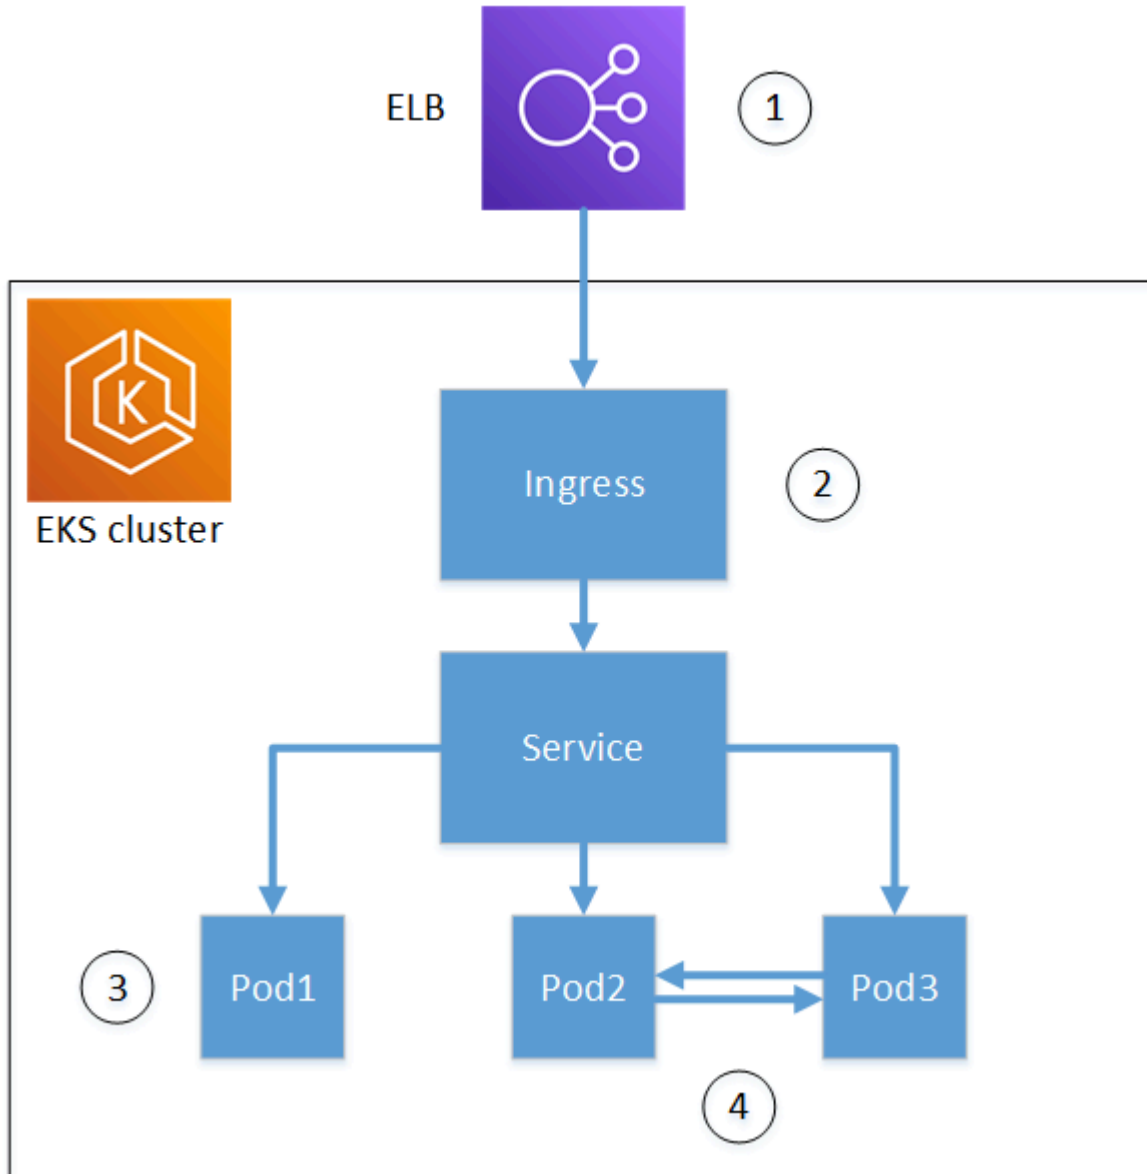 ELB
1
K
EKS cluster
Ingress
2
Service
3
Pod1
Pod2
Pod3
4